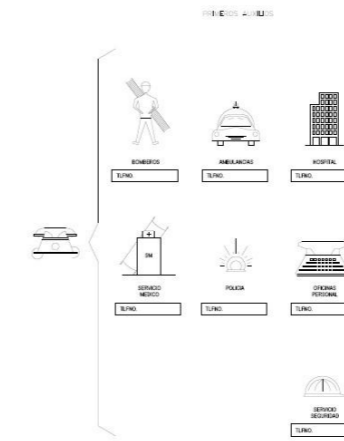 PRIMEROS AUXILIOS
BOMBEROS
AMBULANCIAS
HOSPITAL
TLFNO.
TLFNO.
TLFNO.
SM
SERVICIO
MEDICO
POLICIA
OFICINAS
PERSONAL
TLFNO.
TLFNO.
TLFNO.
SERVICIO
SEGURIDAD
TLFNO.